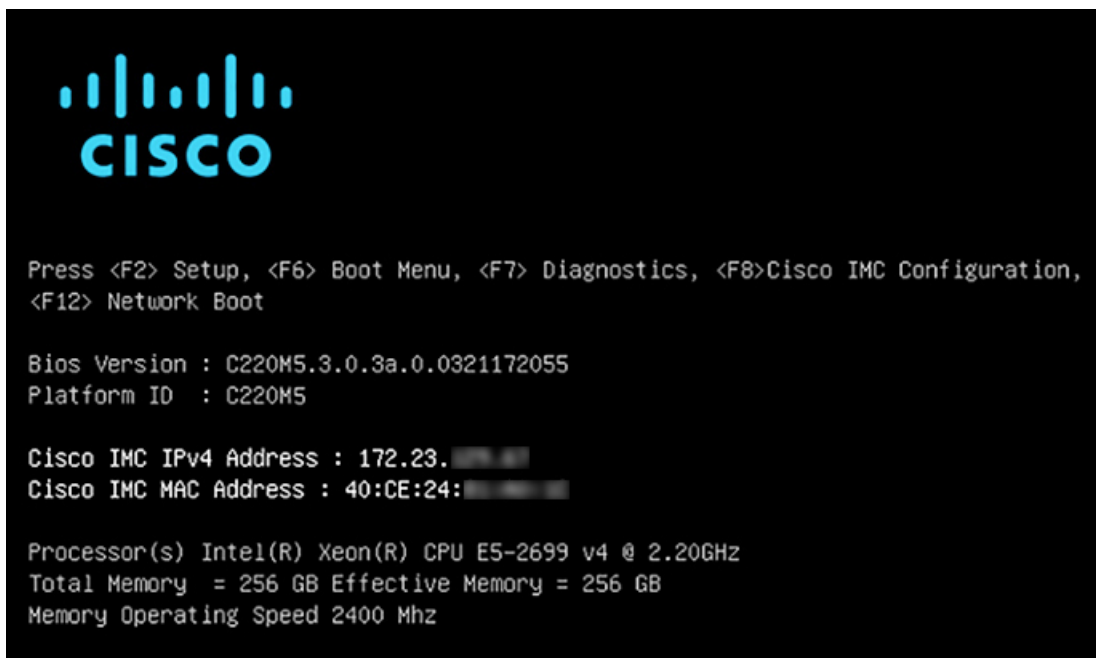 CISCO
Press <F2> Setup, <F6> Boot Menu, <F7> Diagnostics, <F8>Cisco IMC Configuration,
<F12> Network Boot
Bios Version : C220M5.3.0.3a.0.0321172055
Platform ID : C220M5
Cisco IMC IPv4 Address : 172.23.
Cisco IMC MAC Address : 40:CE:24:
Processor(s) Intel(R) Xeon(R) CPU E5-2699 v4 @ 2.20GHz
Total Memory = 256 GB Effective Memory = 256 GB
Memory Operating Speed 2400 Mhz